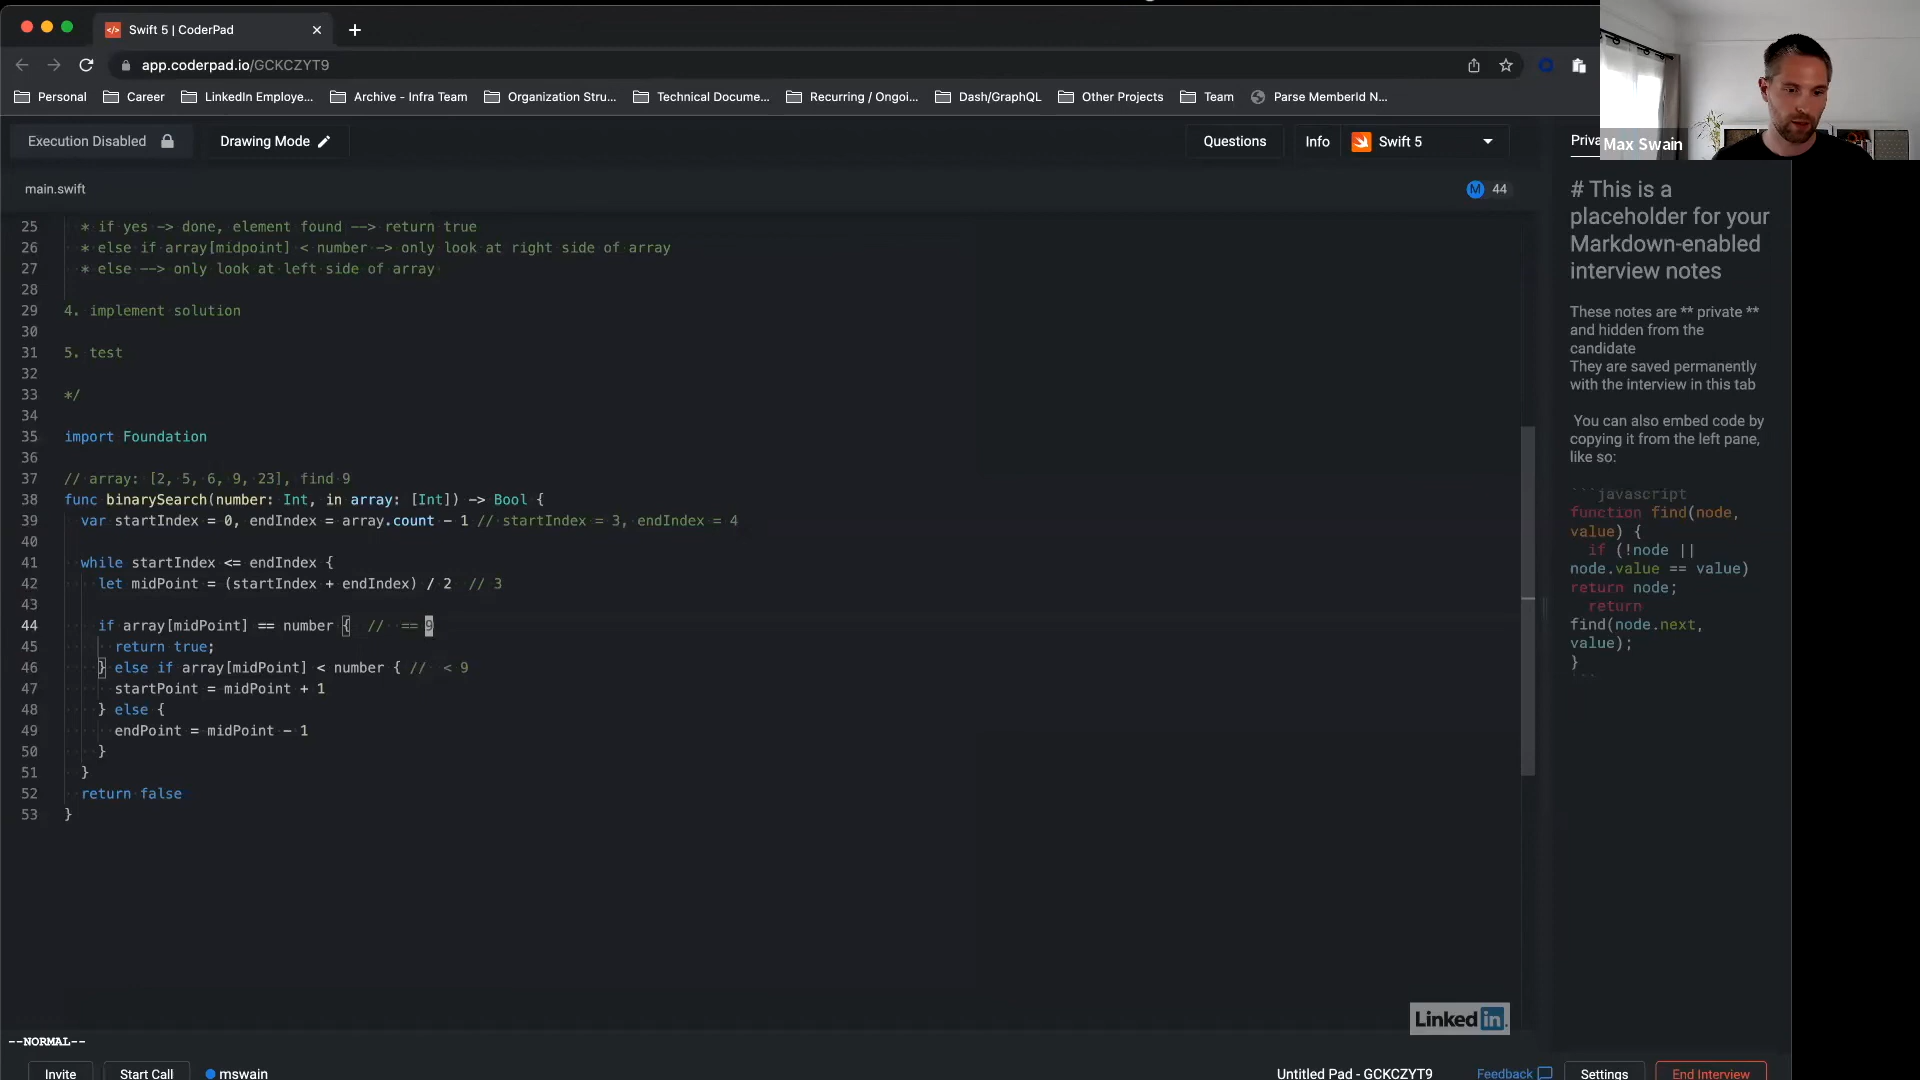 Swift 5 | CoderPad
app.coderpad.io/GCKCZYT9
Personal Career LinkedIn Employe... Archive - Infra Team Organization Stru... Technical Docume... Recurring / Ongoi... Dash/GraphQL Other Projects Team Parse MemberId N...
Execution Disabled Drawing Mode Questions Info Swift 5
Max Swain
main.swift
M 44
25 * if yes -> done, element found --> return true
26 * else if array[midpoint] < number -> only look at right side of array
27 * else --> only look at left side of array
28
29 4. implement solution
30
31 5. test
32
33 */
34
35 import Foundation
36
37 // array: [2, 5, 6, 9, 23], find 9
38 func binarySearch(number: Int, in array: [Int]) -> Bool {
39 var startIndex = 0, endIndex = array.count - 1 // startIndex = 3, endIndex = 4
40
41 while startIndex <= endIndex {
42 let midPoint = (startIndex + endIndex) / 2 // 3
43
44 if array[midPoint] == number { // == 9
45 return true;
46 } else if array[midPoint] < number { // < 9
47 startPoint = midPoint + 1
48 } else {
49 endPoint = midPoint - 1
50 }
51 }
52 return false
53 }
# This is a
placeholder for your
Markdown-enabled
interview notes
These notes are ** private **
and hidden from the
candidate
They are saved permanently
with the interview in this tab
You can also embed code by
copying it from the left pane,
like so:
```javascript
function find(node,
value) {
if (!node ||
node.value == value)
return node;
return
find(node.next,
value);
}
```
Linked in.
--NORMAL--
Invite Start Call mswain Untitled Pad - GCKCZYT9 Feedback Settings End Interview